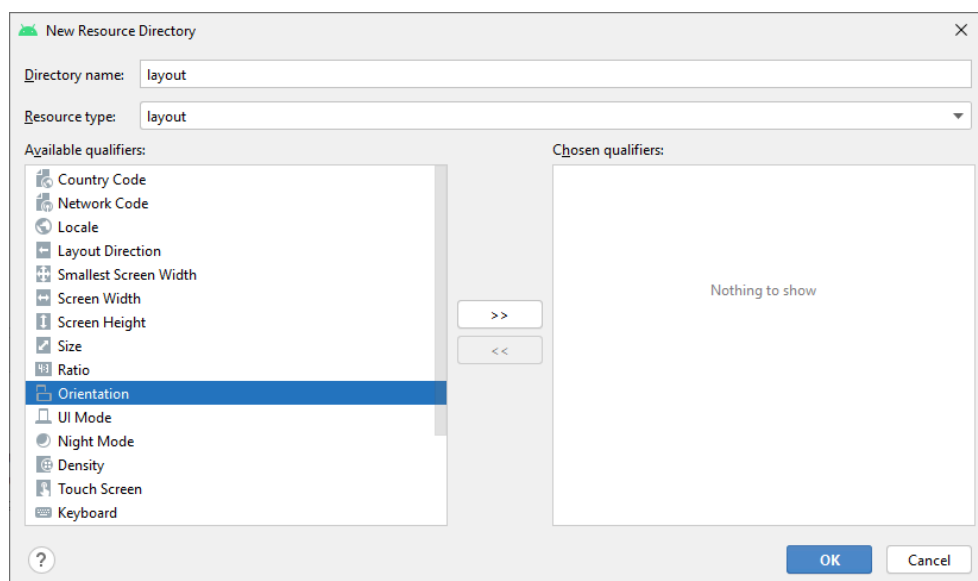 New Resource Directory
Directory name: layout
Resource type: layout
Available qualifiers:
Country Code
Network Code
Locale
Layout Direction
Smallest Screen Width
Screen Width
Screen Height
Size
Ratio
Orientation
UI Mode
Night Mode
Density
Touch Screen
Keyboard
>>
<<
Chosen qualifiers:
Nothing to show
?
OK
Cancel